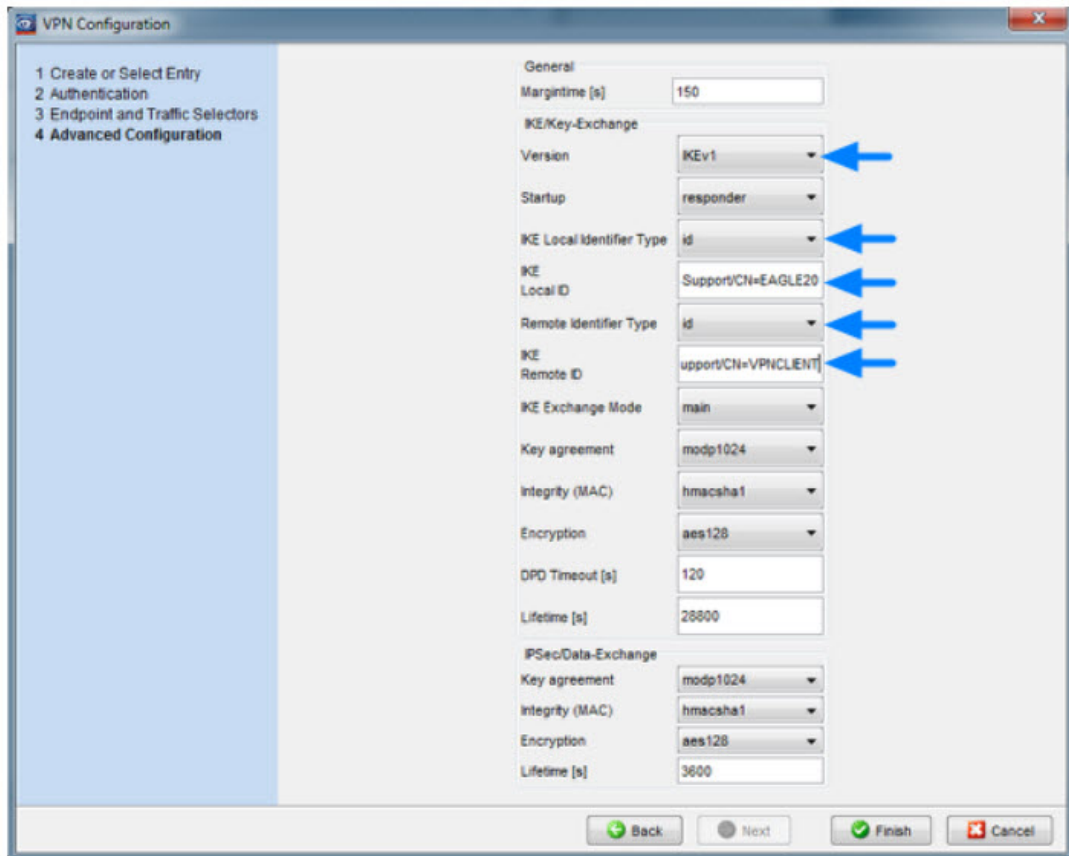 VPN Configuration
1 Create or Select Entry
2 Authentication
3 Endpoint and Traffic Selectors
4 Advanced Configuration
General
Margintime [s] 150
IKE/Key-Exchange
Version IKEv1
Startup responder
IKE Local Identifier Type id
IKE
Local ID Support/CN=EAGLE20
Remote Identifier Type id
IKE
Remote ID upport/CN=VPNCLIENT
IKE Exchange Mode main
Key agreement modp1024
Integrity (MAC) hmacsha1
Encryption aes128
DPD Timeout [s] 120
Lifetime [s] 28800
IPSec/Data-Exchange
Key agreement modp1024
Integrity (MAC) hmacsha1
Encryption aes128
Lifetime [s] 3600
Back Next Finish Cancel